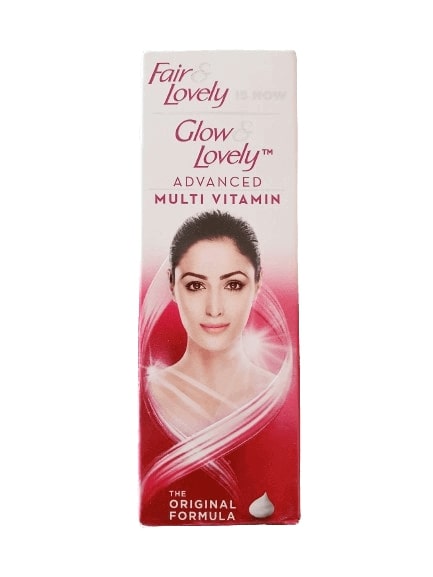 Fair &
Lovely IS NOW
Glow &
Lovely™
ADVANCED
MULTI VITAMIN
THE
ORIGINAL
FORMULA